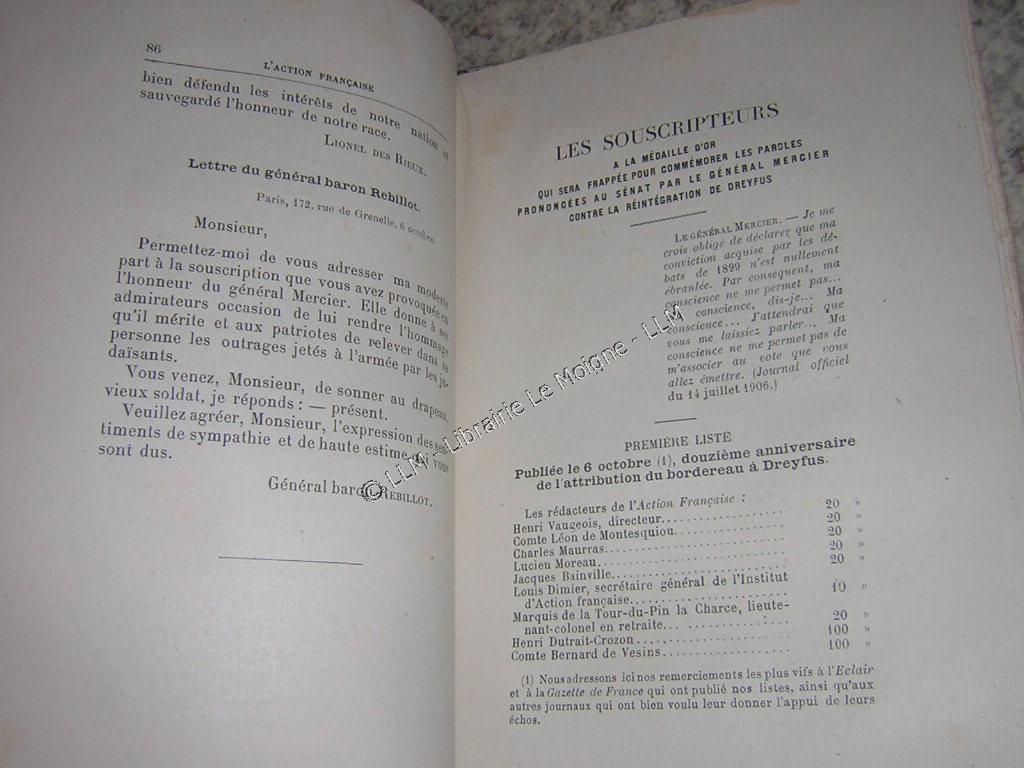 86
L'ACTION FRANÇAISE
bien défendu les intérêts de notre nation et
sauvegardé l'honneur de notre race.
LIONEL DES RIEUX.
Lettre du général baron Rebillot.
Paris, 172, rue de Grenelle, 6 octobre.
Monsieur,
Permettez-moi de vous adresser ma modeste
part à la souscription que vous avez provoquée en
l'honneur du général Mercier. Elle donne à ses
admirateurs occasion de lui rendre l'hommage
qu'il mérite et aux patriotes de relever dans sa
personne les outrages jetés à l'armée par les ju-
daïsants.
Vous venez, Monsieur, de sonner au drapeau,
vieux soldat, je réponds : — présent.
Veuillez agréer, Monsieur, l'expression des sen-
timents de sympathie et de haute estime qui vous
sont dus.
Général baron REBILLOT.
LES SOUSCRIPTEURS
A LA MÉDAILLE D'OR
QUI SERA FRAPPÉE POUR COMMÉMORER LES PAROLES
PRONONCÉES AU SÉNAT PAR LE GÉNÉRAL MERCIER
CONTRE LA RÉINTÉGRATION DE DREYFUS
LE GÉNÉRAL MERCIER. — Je me
crois obligé de déclarer que ma
conviction acquise par les dé-
bats de 1899 n'est nullement
ébranlée. Par conséquent, ma
conscience ne me permet pas...
Ma conscience, dis-je... Ma
conscience... J'attendrai que
vous me laissiez parler... Ma
conscience ne me permet pas de
m'associer au vote que vous
allez émettre. (Journal officiel
du 14 juillet 1906.)
PREMIÈRE LISTE
Publiée le 6 octobre (1), douzième anniversaire
de l'attribution du bordereau à Dreyfus.
Les rédacteurs de l'Action Française :
Henri Vaugeois, directeur.................. 20 »
Comte Léon de Montesquiou.................. 20 »
Charles Maurras.................. 20 »
Lucien Moreau.................. 20 »
Jacques Bainville.................. 20 »
Louis Dimier, secrétaire général de l'Institut
d'Action française.................. 10 »
Marquis de la Tour-du-Pin la Charce, lieute-
nant-colonel en retraite... .................. 20 »
Henri Dutrait-Crozon.................. 100 »
Comte Bernard de Vesins.................. 100 »
(1) Nous adressons ici nos remerciements les plus vifs à l'Eclair
et à la Gazette de France qui ont publié nos listes, ainsi qu'aux
autres journaux qui ont bien voulu leur donner l'appui de leurs
échos.
© LLM - Librairie Le Moigne - LLM